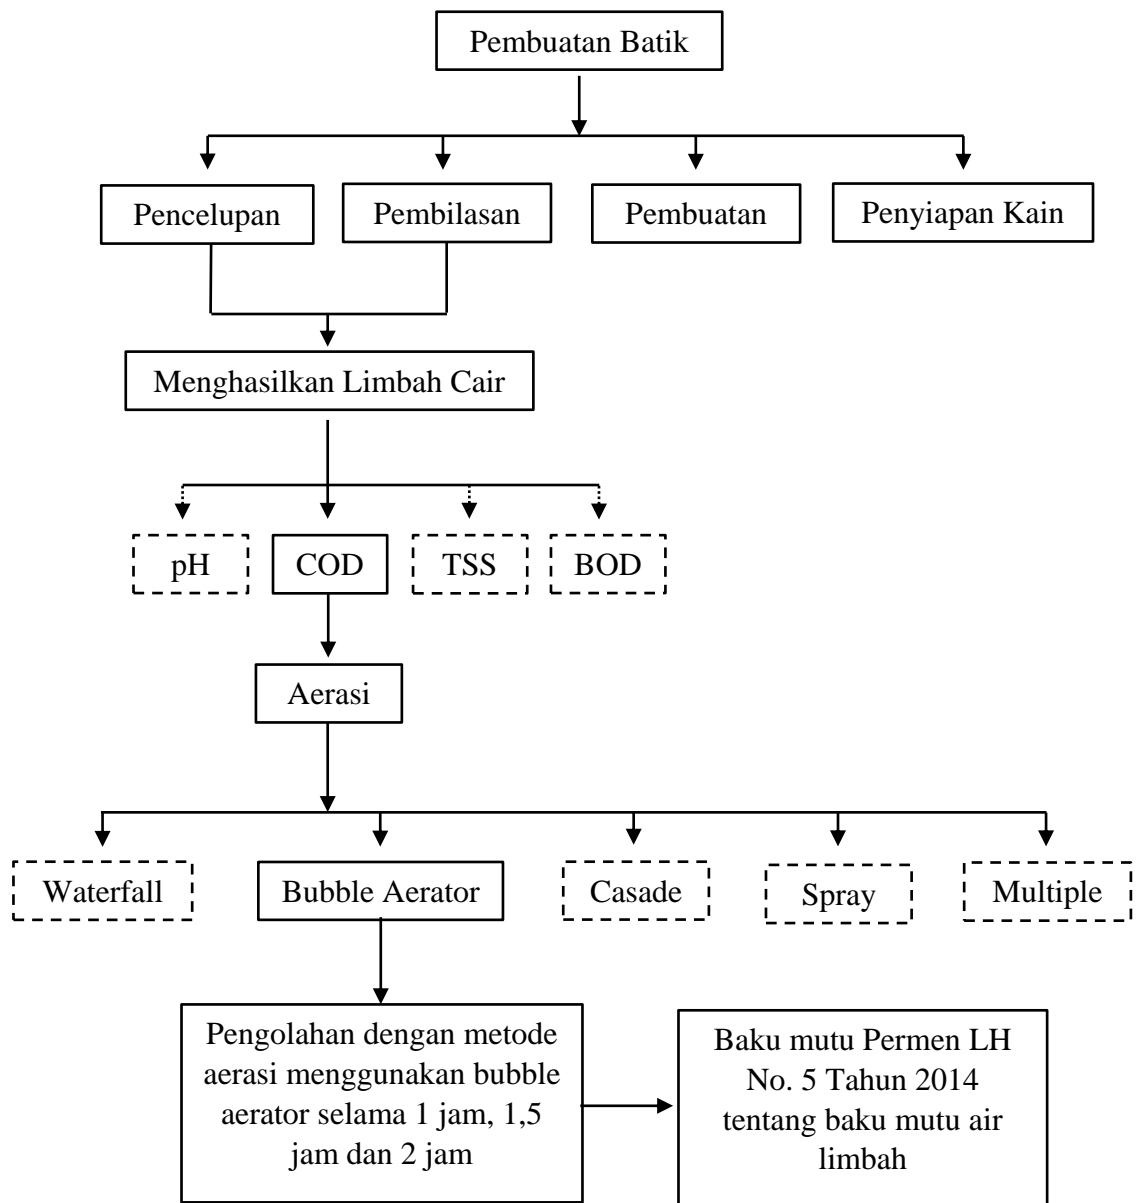 Pembuatan Batik
Pencelupan
Pembilasan
Pembuatan
Penyiapan Kain
Menghasilkan Limbah Cair
pH
COD
TSS
BOD
Aerasi
Waterfall
Bubble Aerator
Casade
Spray
Multiple
Pengolahan dengan metode
aerasi menggunakan bubble
aerator selama 1 jam, 1,5
jam dan 2 jam
Baku mutu Permen LH
No. 5 Tahun 2014
tentang baku mutu air
limbah